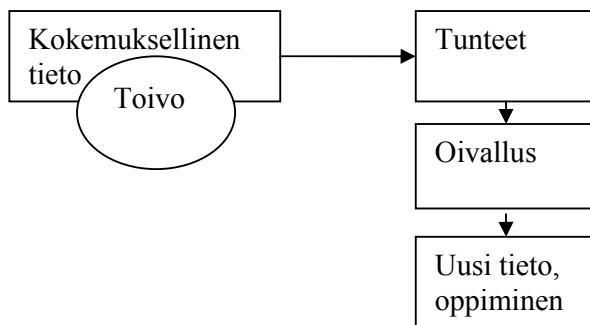 Kokemuksellinen
tieto
Toivo
Tunteet
Oivallus
Uusi tieto,
oppiminen